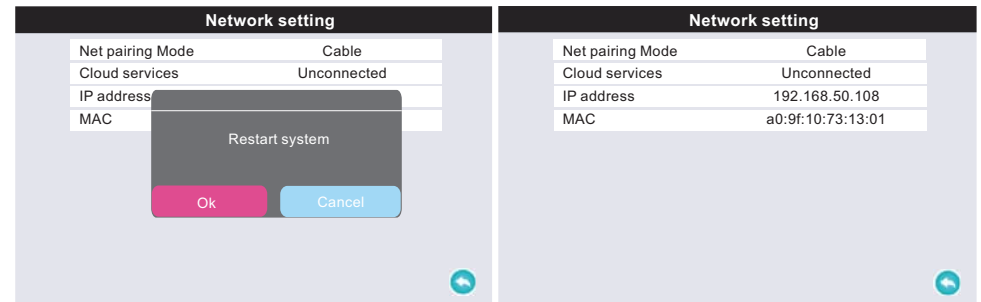 Network setting
Net pairing Mode Cable
Cloud services Unconnected
IP address
MAC
Restart system
Ok Cancel
Network setting
Net pairing Mode Cable
Cloud services Unconnected
IP address 192.168.50.108
MAC a0:9f:10:73:13:01